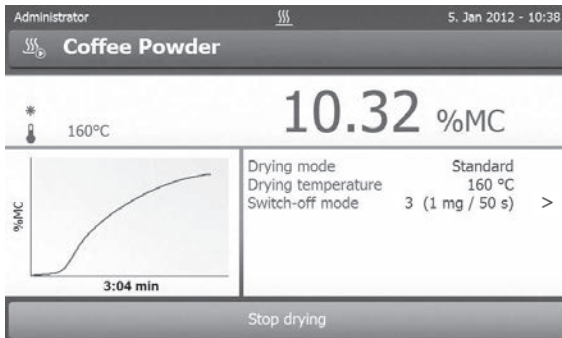 Administrator 5. Jan 2012 - 10:38
Coffee Powder
160°C
10.32 %MC
%MC
3:04 min
Drying mode Standard
Drying temperature 160 °C
Switch-off mode 3 (1 mg / 50 s) >
Stop drying